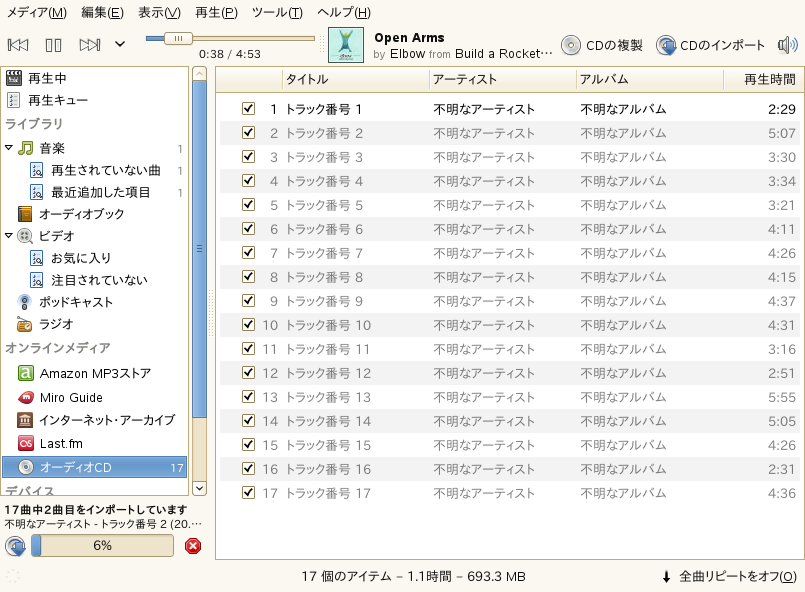 メディア(M) 編集(E) 表示(V) 再生(P) ツール(T) ヘルプ(H)
0:38 / 4:53
Open Arms
by Elbow from Build a Rocket…
CDの複製 CDのインポート
再生中
再生キュー
ライブラリ
音楽 1
再生されていない曲 1
最近追加した項目 1
オーディオブック
ビデオ
お気に入り
注目されていない
ポッドキャスト
ラジオ
オンラインメディア
Amazon MP3ストア
Miro Guide
インターネット・アーカイブ
Last.fm
オーディオCD 17
デバイス
17曲中2曲目をインポートしています
不明なアーティスト - トラック番号 2 (20.…
6%
タイトル アーティスト アルバム 再生時間
1 トラック番号 1 不明なアーティスト 不明なアルバム 2:29
2 トラック番号 2 不明なアーティスト 不明なアルバム 5:07
3 トラック番号 3 不明なアーティスト 不明なアルバム 3:30
4 トラック番号 4 不明なアーティスト 不明なアルバム 3:34
5 トラック番号 5 不明なアーティスト 不明なアルバム 3:21
6 トラック番号 6 不明なアーティスト 不明なアルバム 4:11
7 トラック番号 7 不明なアーティスト 不明なアルバム 4:26
8 トラック番号 8 不明なアーティスト 不明なアルバム 4:15
9 トラック番号 9 不明なアーティスト 不明なアルバム 4:37
10 トラック番号 10 不明なアーティスト 不明なアルバム 4:31
11 トラック番号 11 不明なアーティスト 不明なアルバム 3:16
12 トラック番号 12 不明なアーティスト 不明なアルバム 2:51
13 トラック番号 13 不明なアーティスト 不明なアルバム 5:55
14 トラック番号 14 不明なアーティスト 不明なアルバム 5:05
15 トラック番号 15 不明なアーティスト 不明なアルバム 4:26
16 トラック番号 16 不明なアーティスト 不明なアルバム 2:31
17 トラック番号 17 不明なアーティスト 不明なアルバム 4:36
17 個のアイテム – 1.1時間 – 693.3 MB
全曲リピートをオフ(O)